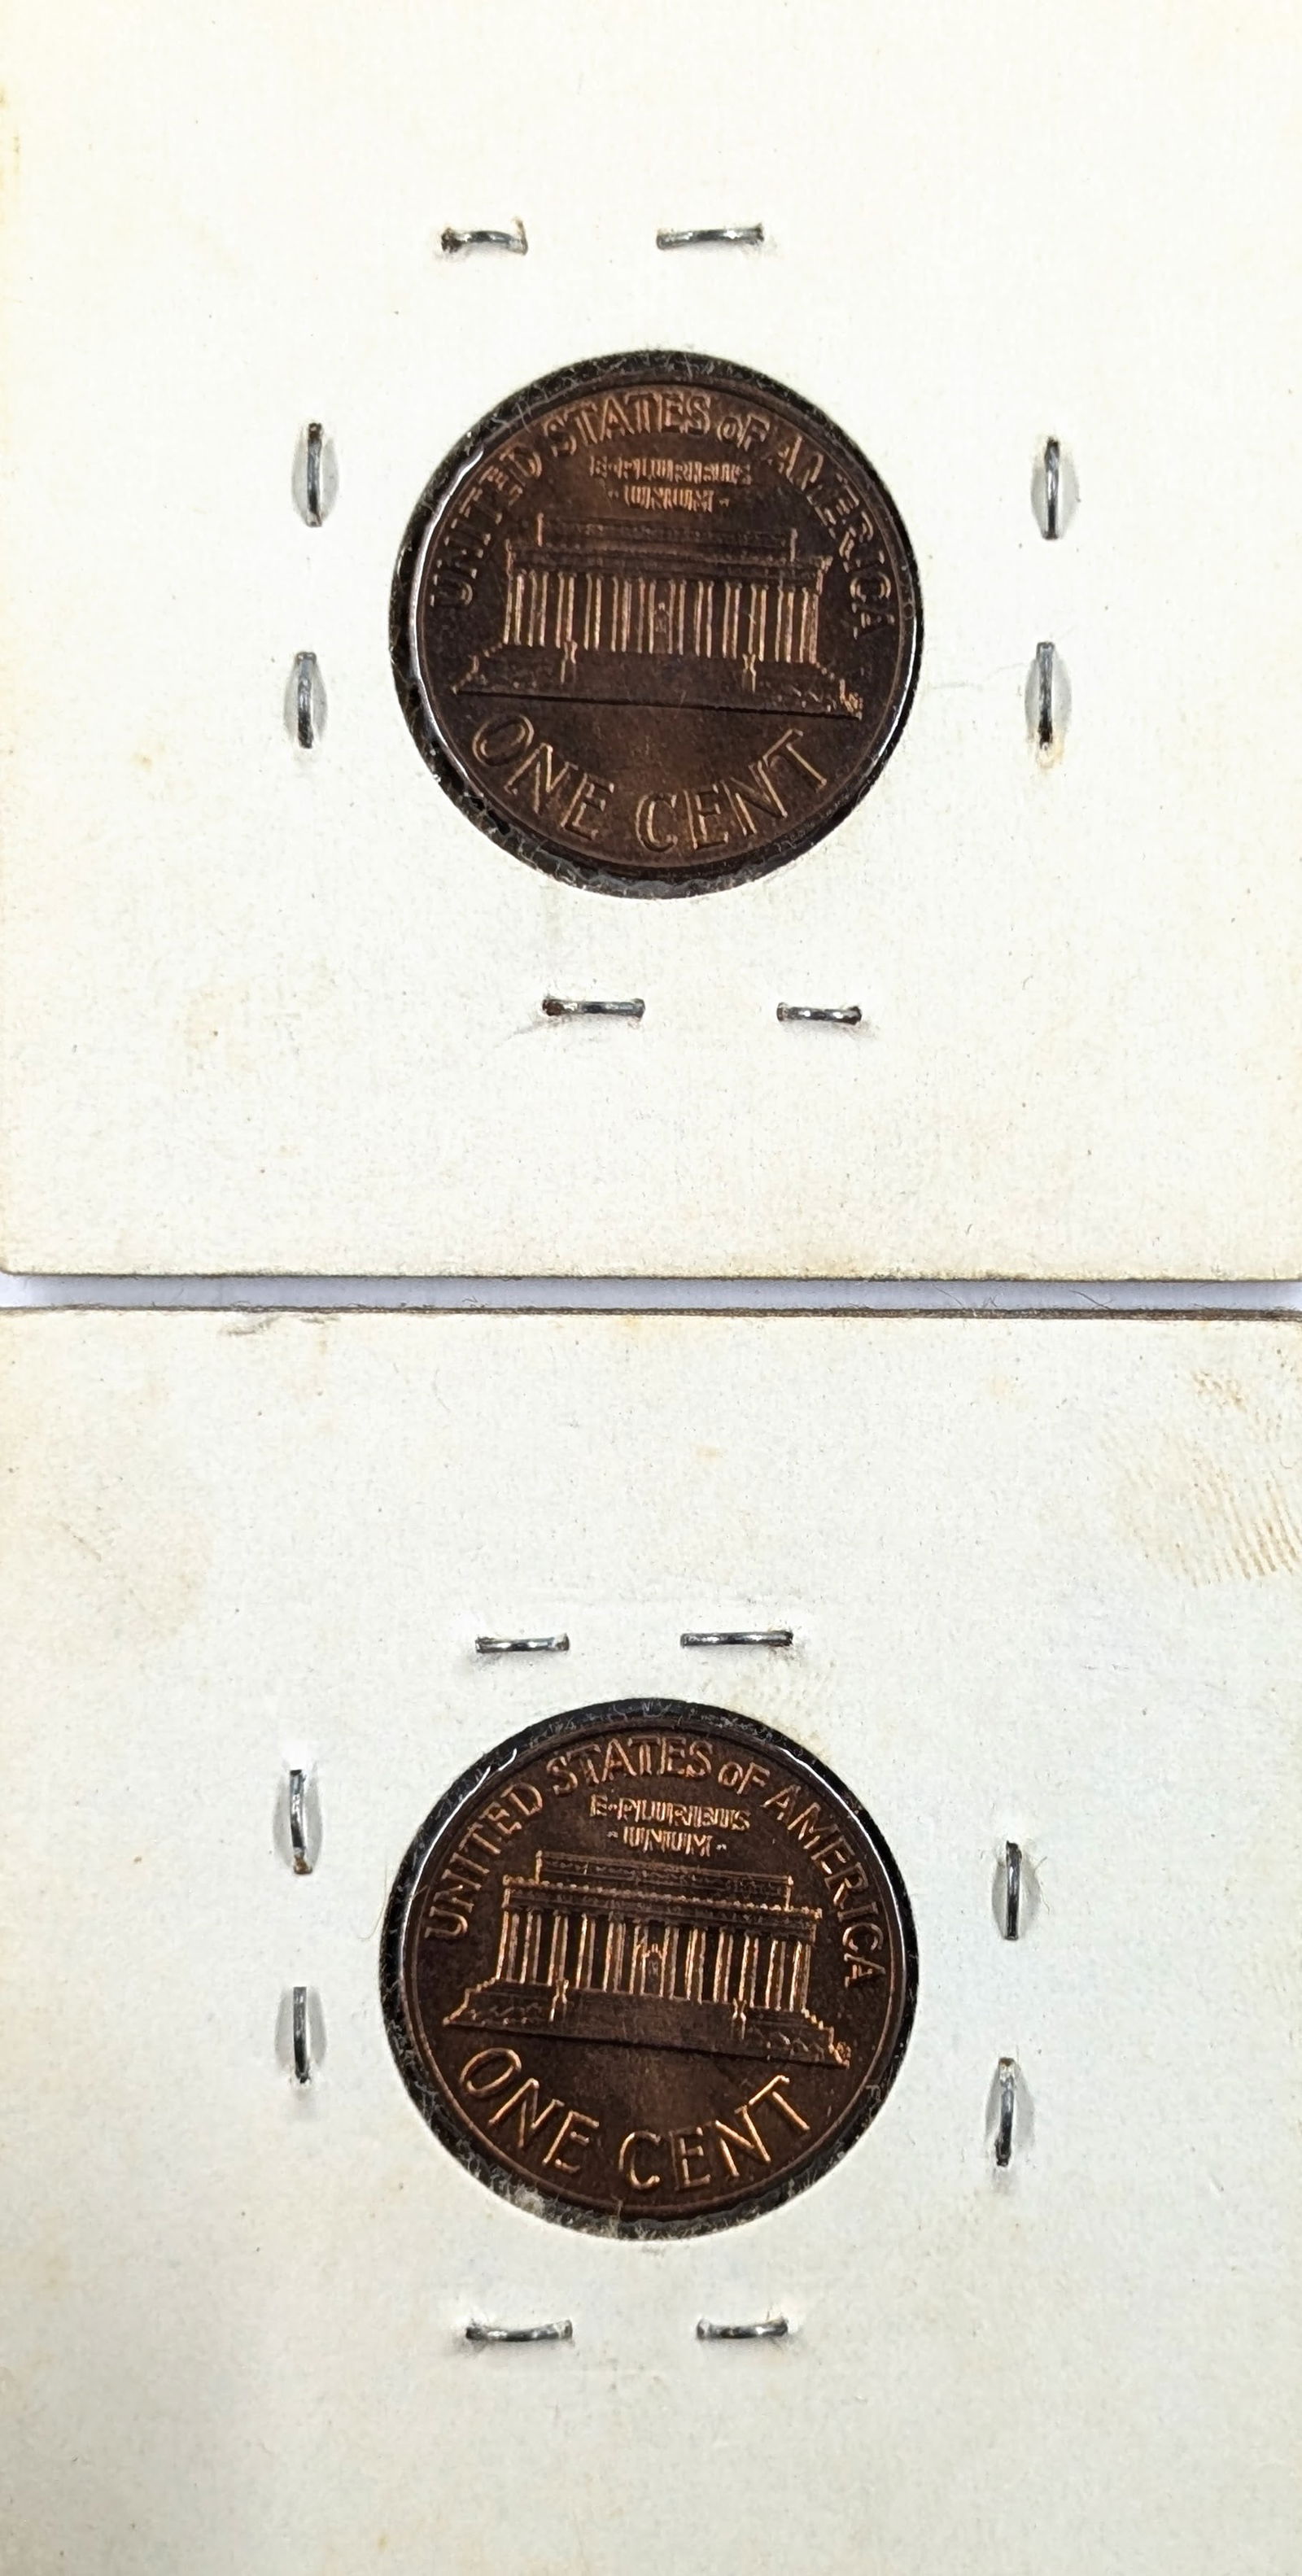 UNITED STATES oF AMERICA
E·PLURIBUS
·UNUM·
ONE CENT
UNITED STATES oF AMERICA
E·PLURIBUS
·UNUM·
ONE CENT